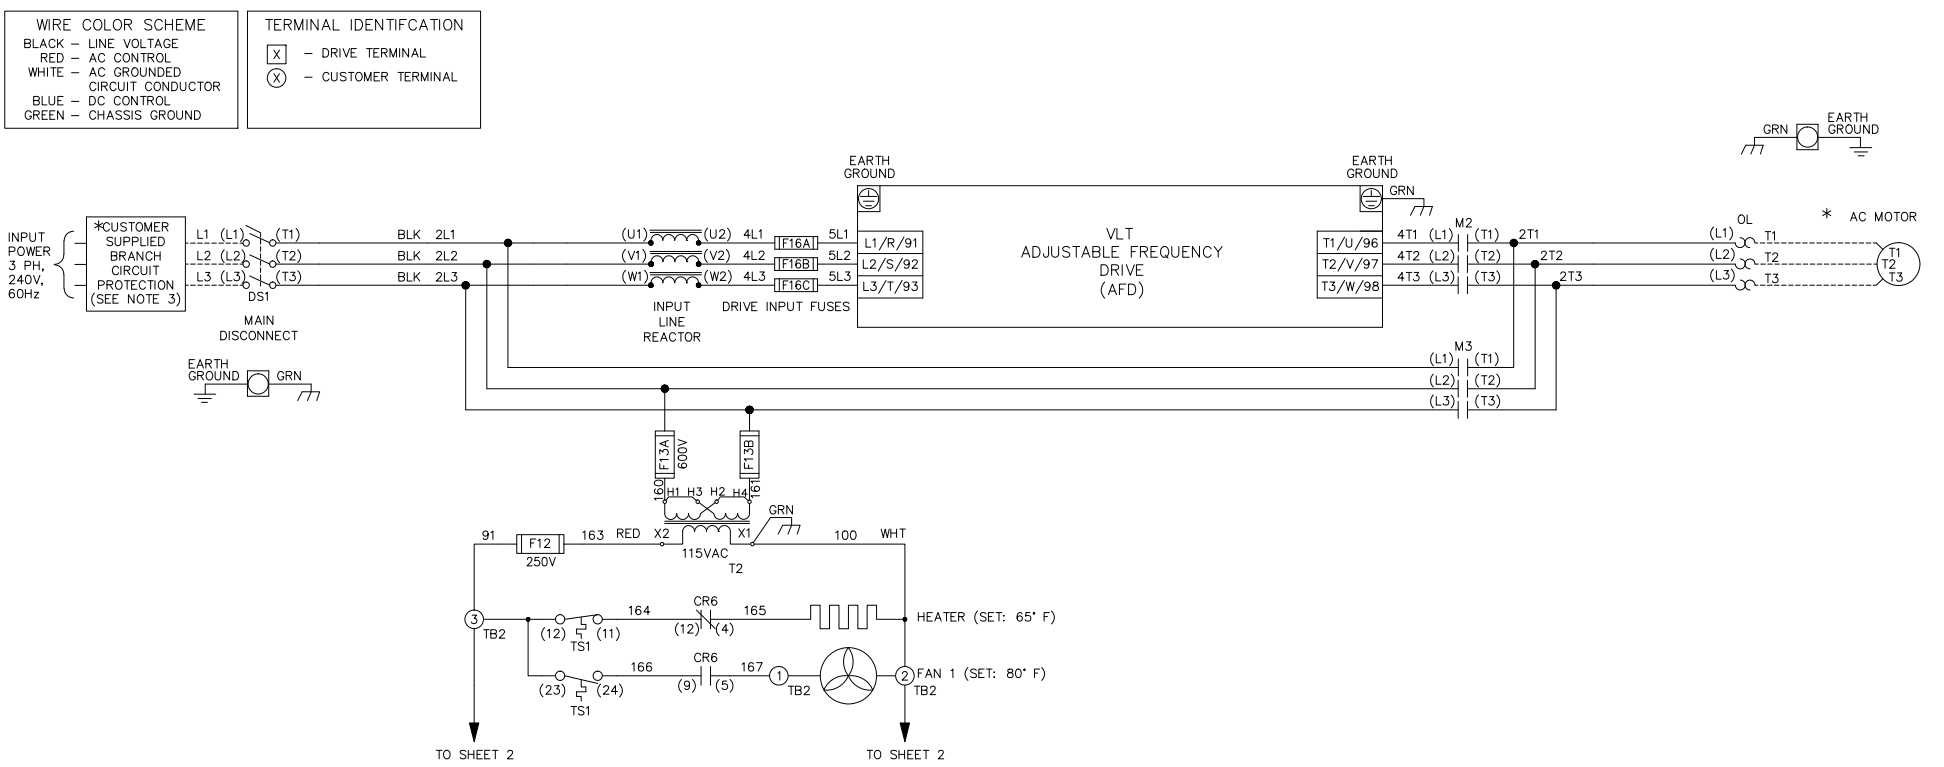 WIRE COLOR SCHEME
BLACK – LINE VOLTAGE
RED – AC CONTROL
WHITE – AC GROUNDED
CIRCUIT CONDUCTOR
BLUE – DC CONTROL
GREEN – CHASSIS GROUND
TERMINAL IDENTIFCATION
X – DRIVE TERMINAL
X – CUSTOMER TERMINAL
GRN
EARTH
GROUND
INPUT
POWER
3 PH,
240V,
60Hz
*CUSTOMER
SUPPLIED
BRANCH
CIRCUIT
PROTECTION
(SEE NOTE 3)
L1 (L1) (T1) BLK 2L1
L2 (L2) (T2) BLK 2L2
L3 (L3) (T3) BLK 2L3
DS1
MAIN
DISCONNECT
EARTH
GROUND
GRN
(U1) (U2) 4L1 F16A 5L1
(V1) (V2) 4L2 F16B 5L2
(W1) (W2) 4L3 F16C 5L3
INPUT
LINE
REACTOR
DRIVE INPUT FUSES
EARTH
GROUND
L1/R/91
L2/S/92
L3/T/93
VLT
ADJUSTABLE FREQUENCY
DRIVE
(AFD)
EARTH
GROUND
GRN
T1/U/96
T2/V/97
T3/W/98
M2
4T1 (L1) (T1) 2T1
4T2 (L2) (T2) 2T2
4T3 (L3) (T3) 2T3
OL
* AC MOTOR
(L1) T1
(L2) T2
(L3) T3
T1
T2
T3
M3
(L1) (T1)
(L2) (T2)
(L3) (T3)
F13A
600V
F13B
160
161
H1 H3 H2 H4
GRN
91 F12 163 RED X2 X1 100 WHT
250V
115VAC
T2
3
TB2
(12) (11)
TS1
164
CR6
(12) (4)
165
HEATER (SET: 65° F)
(23) (24)
TS1
166
CR6
(9) (5)
167
1
TB2
2
TB2
FAN 1 (SET: 80° F)
TO SHEET 2
TO SHEET 2